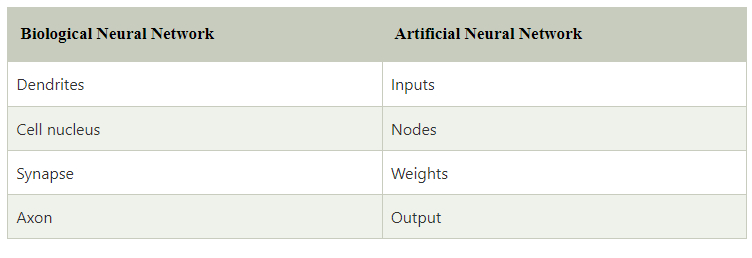 Biological Neural Network Artificial Neural Network
Dendrites Inputs
Cell nucleus Nodes
Synapse Weights
Axon Output